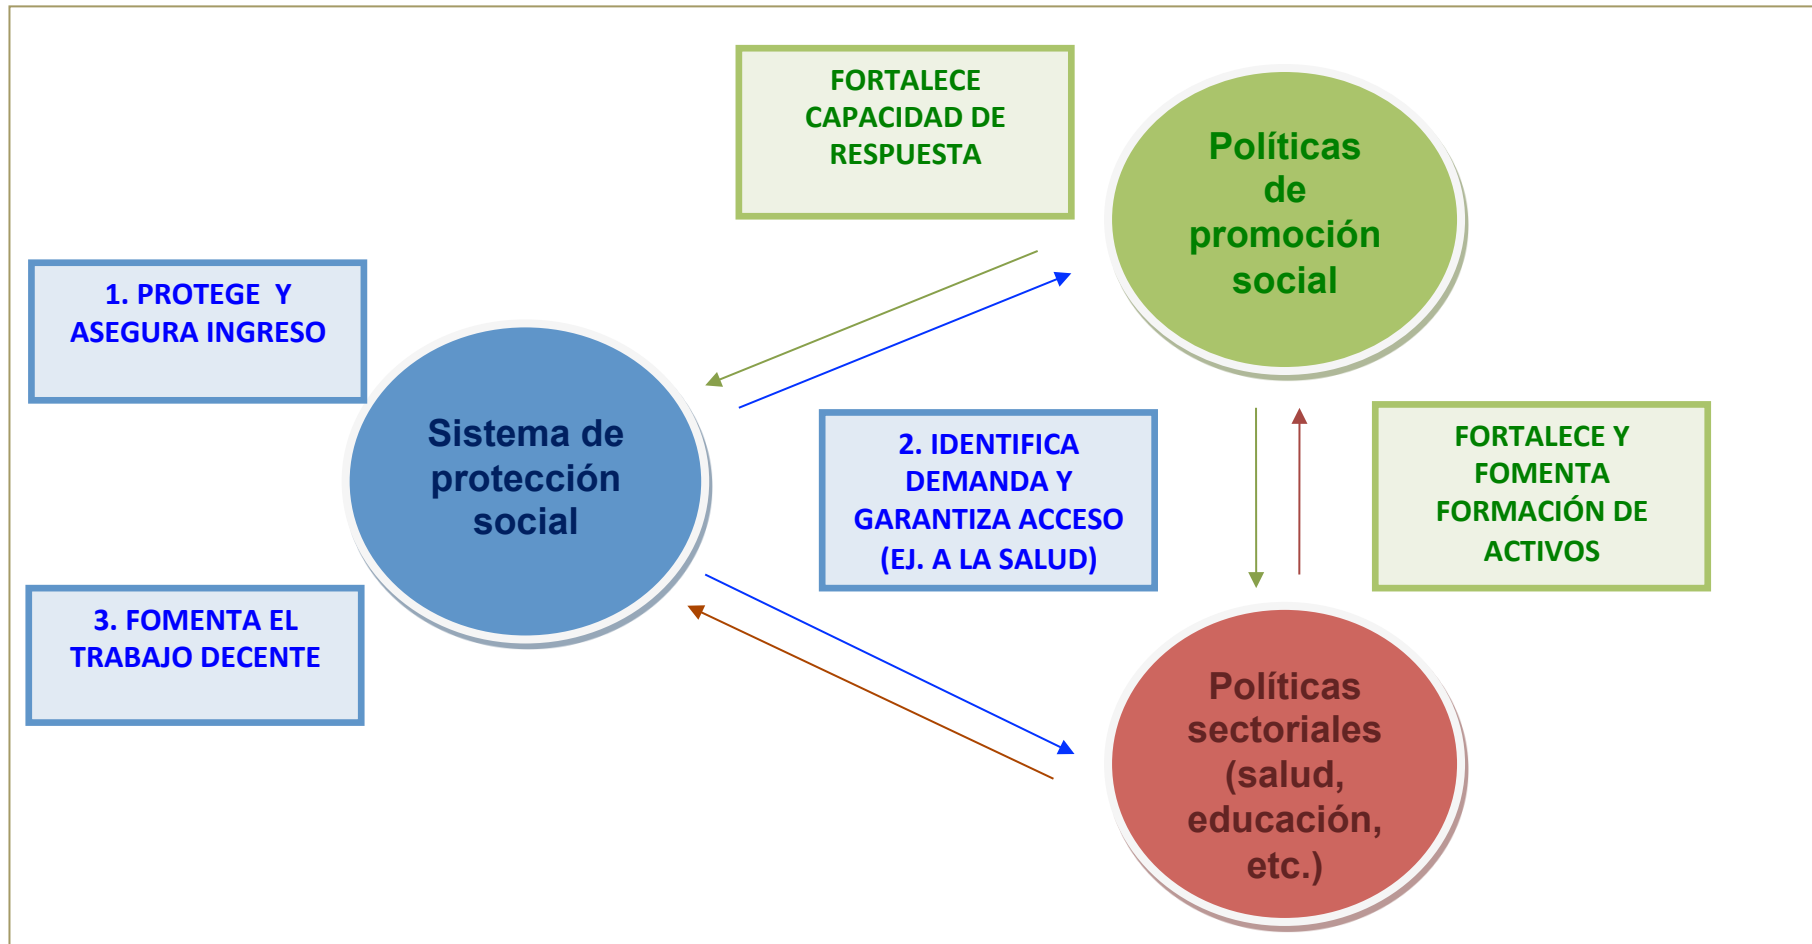 FORTALECE
CAPACIDAD DE
RESPUESTA
Políticas
de
promoción
social
1. PROTEGE  Y
ASEGURA INGRESO
Sistema de
protección
social
2. IDENTIFICA
DEMANDA Y
GARANTIZA ACCESO
(EJ. A LA SALUD)
FORTALECE Y
FOMENTA
FORMACIÓN DE
ACTIVOS
3. FOMENTA EL
TRABAJO DECENTE
Políticas
sectoriales
(salud,
educación,
etc.)